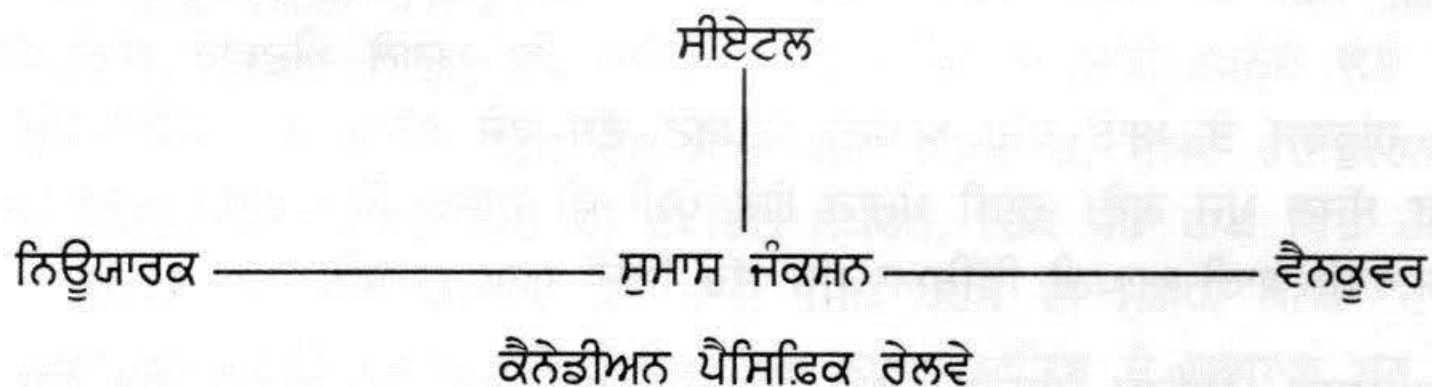 ਸੀਏਟਲ
ਨਿਊਯਾਰਕ ਸੁਮਾਸ ਜੰਕਸ਼ਨ ਵੈਨਕੂਵਰ
ਕੈਨੇਡੀਅਨ ਪੈਸਿਫ਼ਿਕ ਰੇਲਵੇ